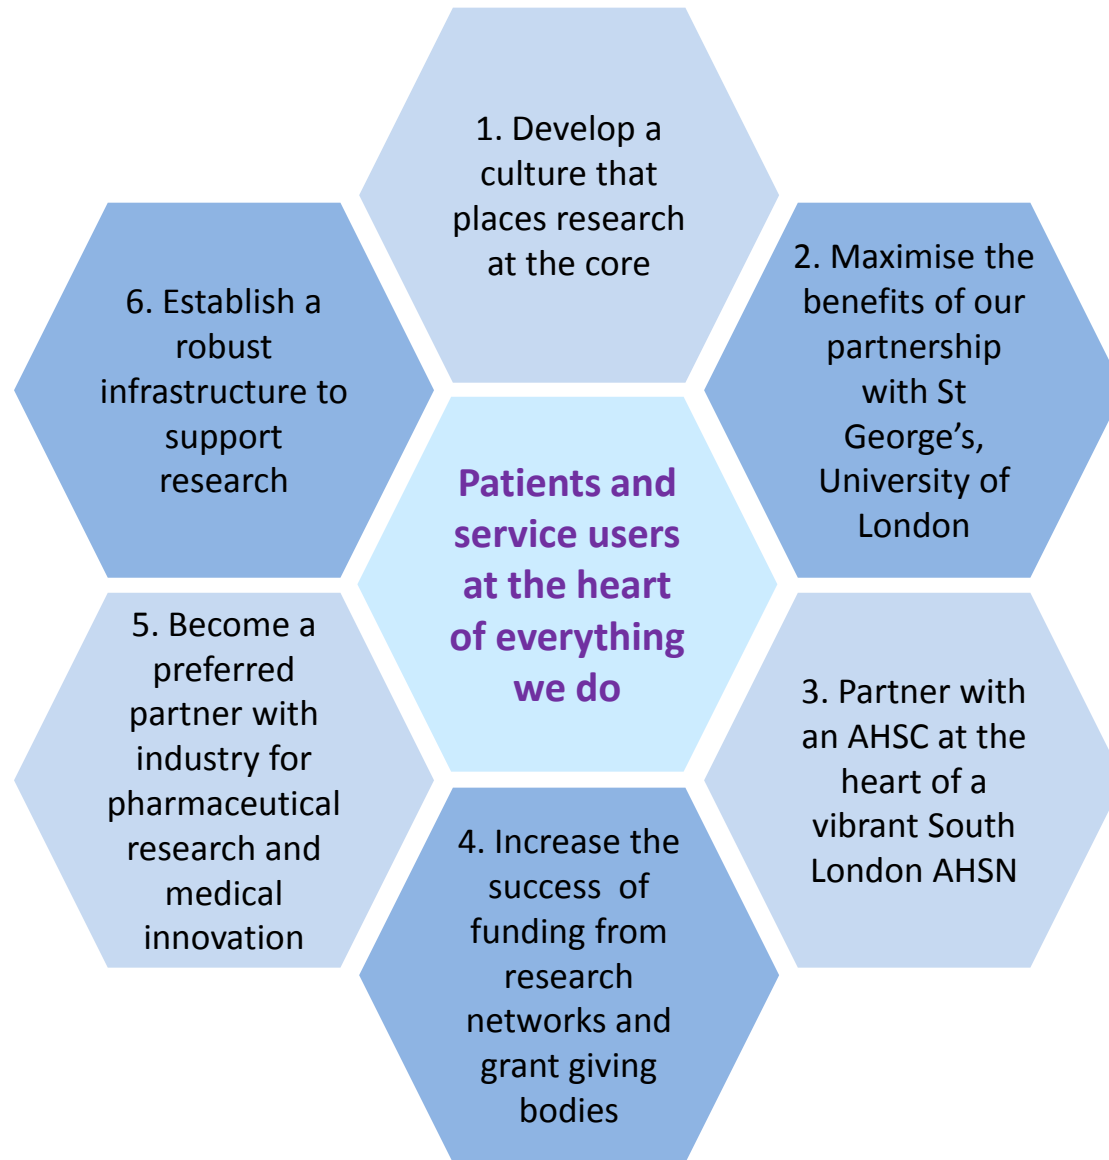 1. Develop a
culture that
places research
at the core
2. Maximise the
benefits of our
partnership
with St
George’s,
University of
London
3. Partner with
an AHSC at the
heart of a
vibrant South
London AHSN
4. Increase the
success  of
funding from
research
networks and
grant giving
bodies
5. Become a
preferred
partner with
industry for
pharmaceutical
research and
medical
innovation
6. Establish a
robust
infrastructure to
support
research
Patients and
service users
at the heart
of everything
we do